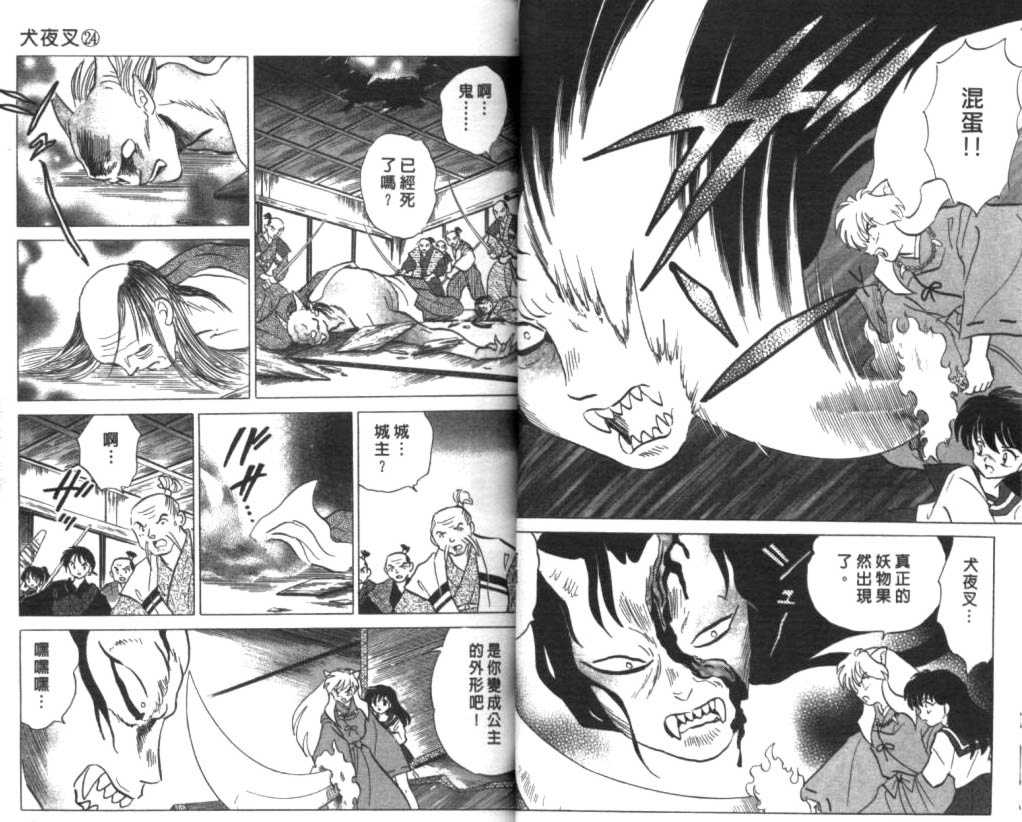 混蛋!!
犬夜叉…
真正的
妖物果
然出現
了。
犬夜叉㉔
啊…
鬼……
已經死
了嗎?
城…
城主?
啊…
是你變成公主
的外形吧!
嘿嘿嘿…